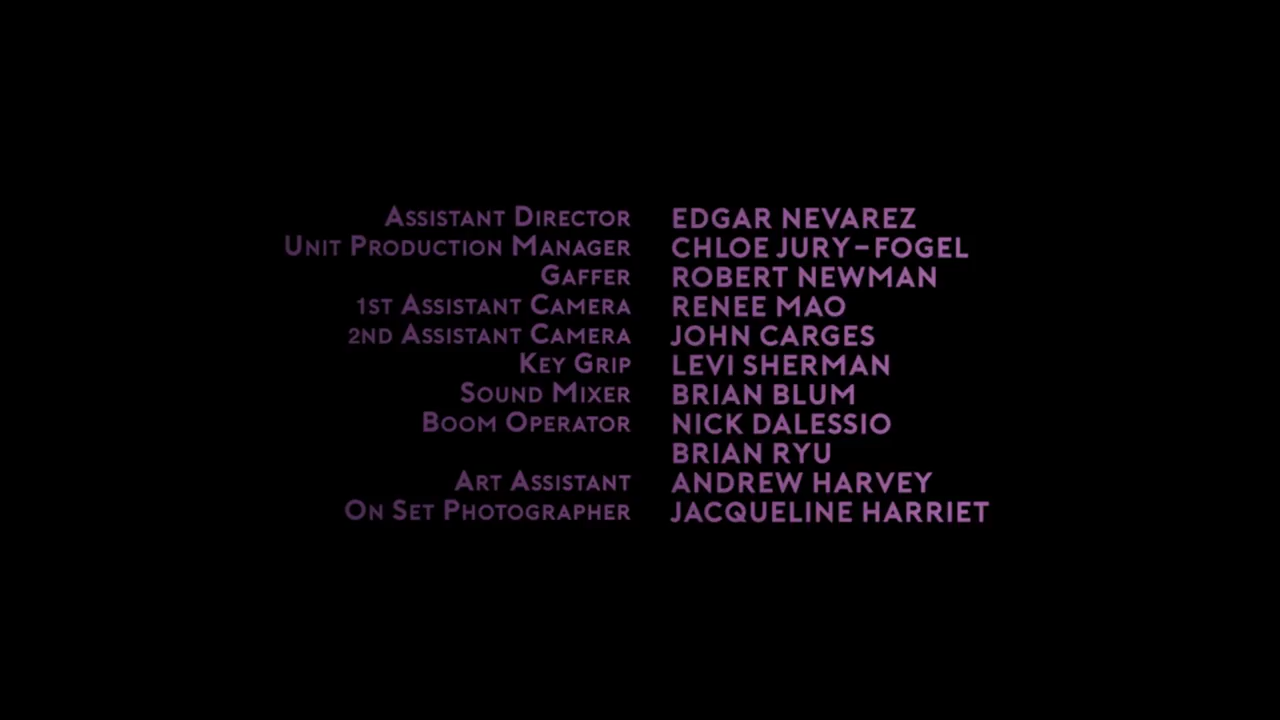 Assistant Director EDGAR NEVAREZ
Unit Production Manager CHLOE JURY-FOGEL
Gaffer ROBERT NEWMAN
1st Assistant Camera RENEE MAO
2nd Assistant Camera JOHN CARGES
Key Grip LEVI SHERMAN
Sound Mixer BRIAN BLUM
Boom Operator NICK DALESSIO
BRIAN RYU
Art Assistant ANDREW HARVEY
On Set Photographer JACQUELINE HARRIET